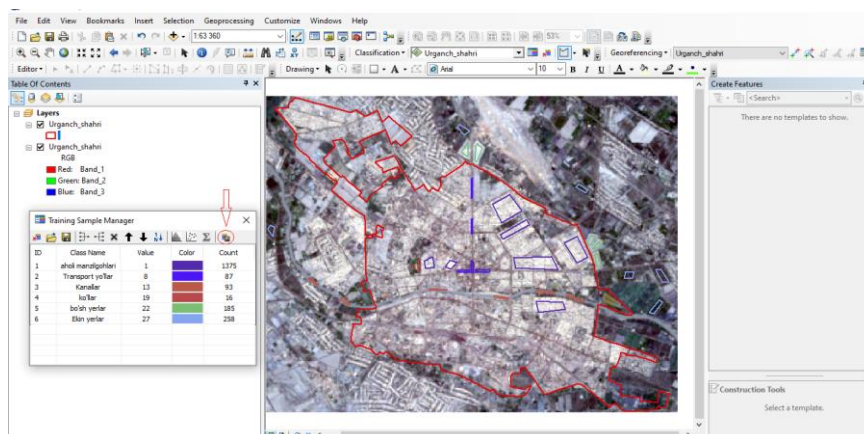 File Edit View Bookmarks Insert Selection Geoprocessing Customize Windows Help
1:63 360
53%
Classification
Urganch_shahri
Georeferencing
Urganch_shahri
Editor
Drawing
A
Arial
10
B I U A
Table Of Contents
Create Features
<Search>
There are no templates to show.
Layers
Urganch_shahri
Urganch_shahri
RGB
Red: Band_1
Green: Band_2
Blue: Band_3
Training Sample Manager
ID Class Name Value Color Count
1 aholi manzilgohlari 1 1375
2 Transport yo'llar 8 87
3 Kanallar 13 93
4 ko'llar 19 16
5 bo'sh yerlar 22 185
6 Ekin yerlar 27 258
Construction Tools
Select a template.